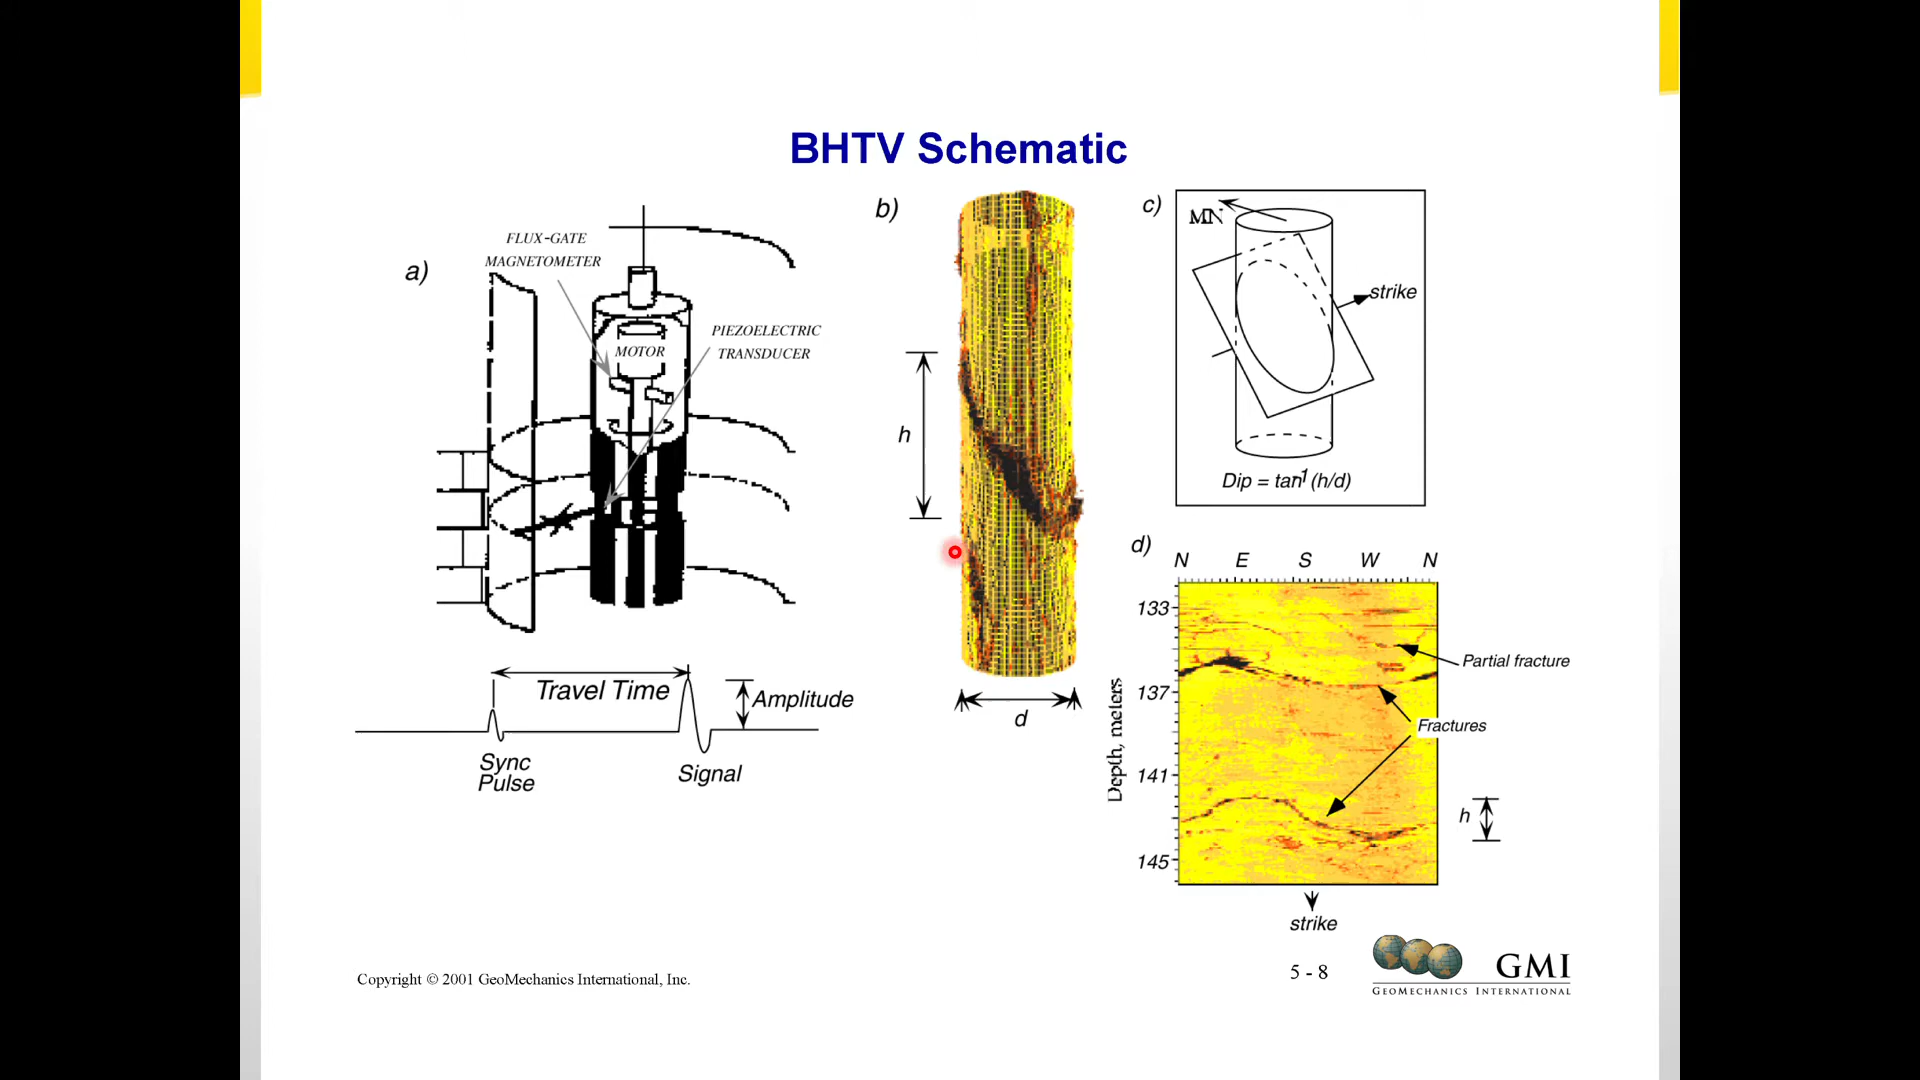 BHTV Schematic
a)
FLUX-GATE
MAGNETOMETER
PIEZOELECTRIC
TRANSDUCER
MOTOR
Travel Time
Amplitude
Sync
Pulse
Signal
b)
h
d
c)
MN
strike
Dip = tan1 (h/d)
d)
N E S W N
133
137
141
145
Depth, meters
Partial fracture
Fractures
h
strike
Copyright © 2001 GeoMechanics International, Inc.
5 - 8
GMI
GEOMECHANICS INTERNATIONAL